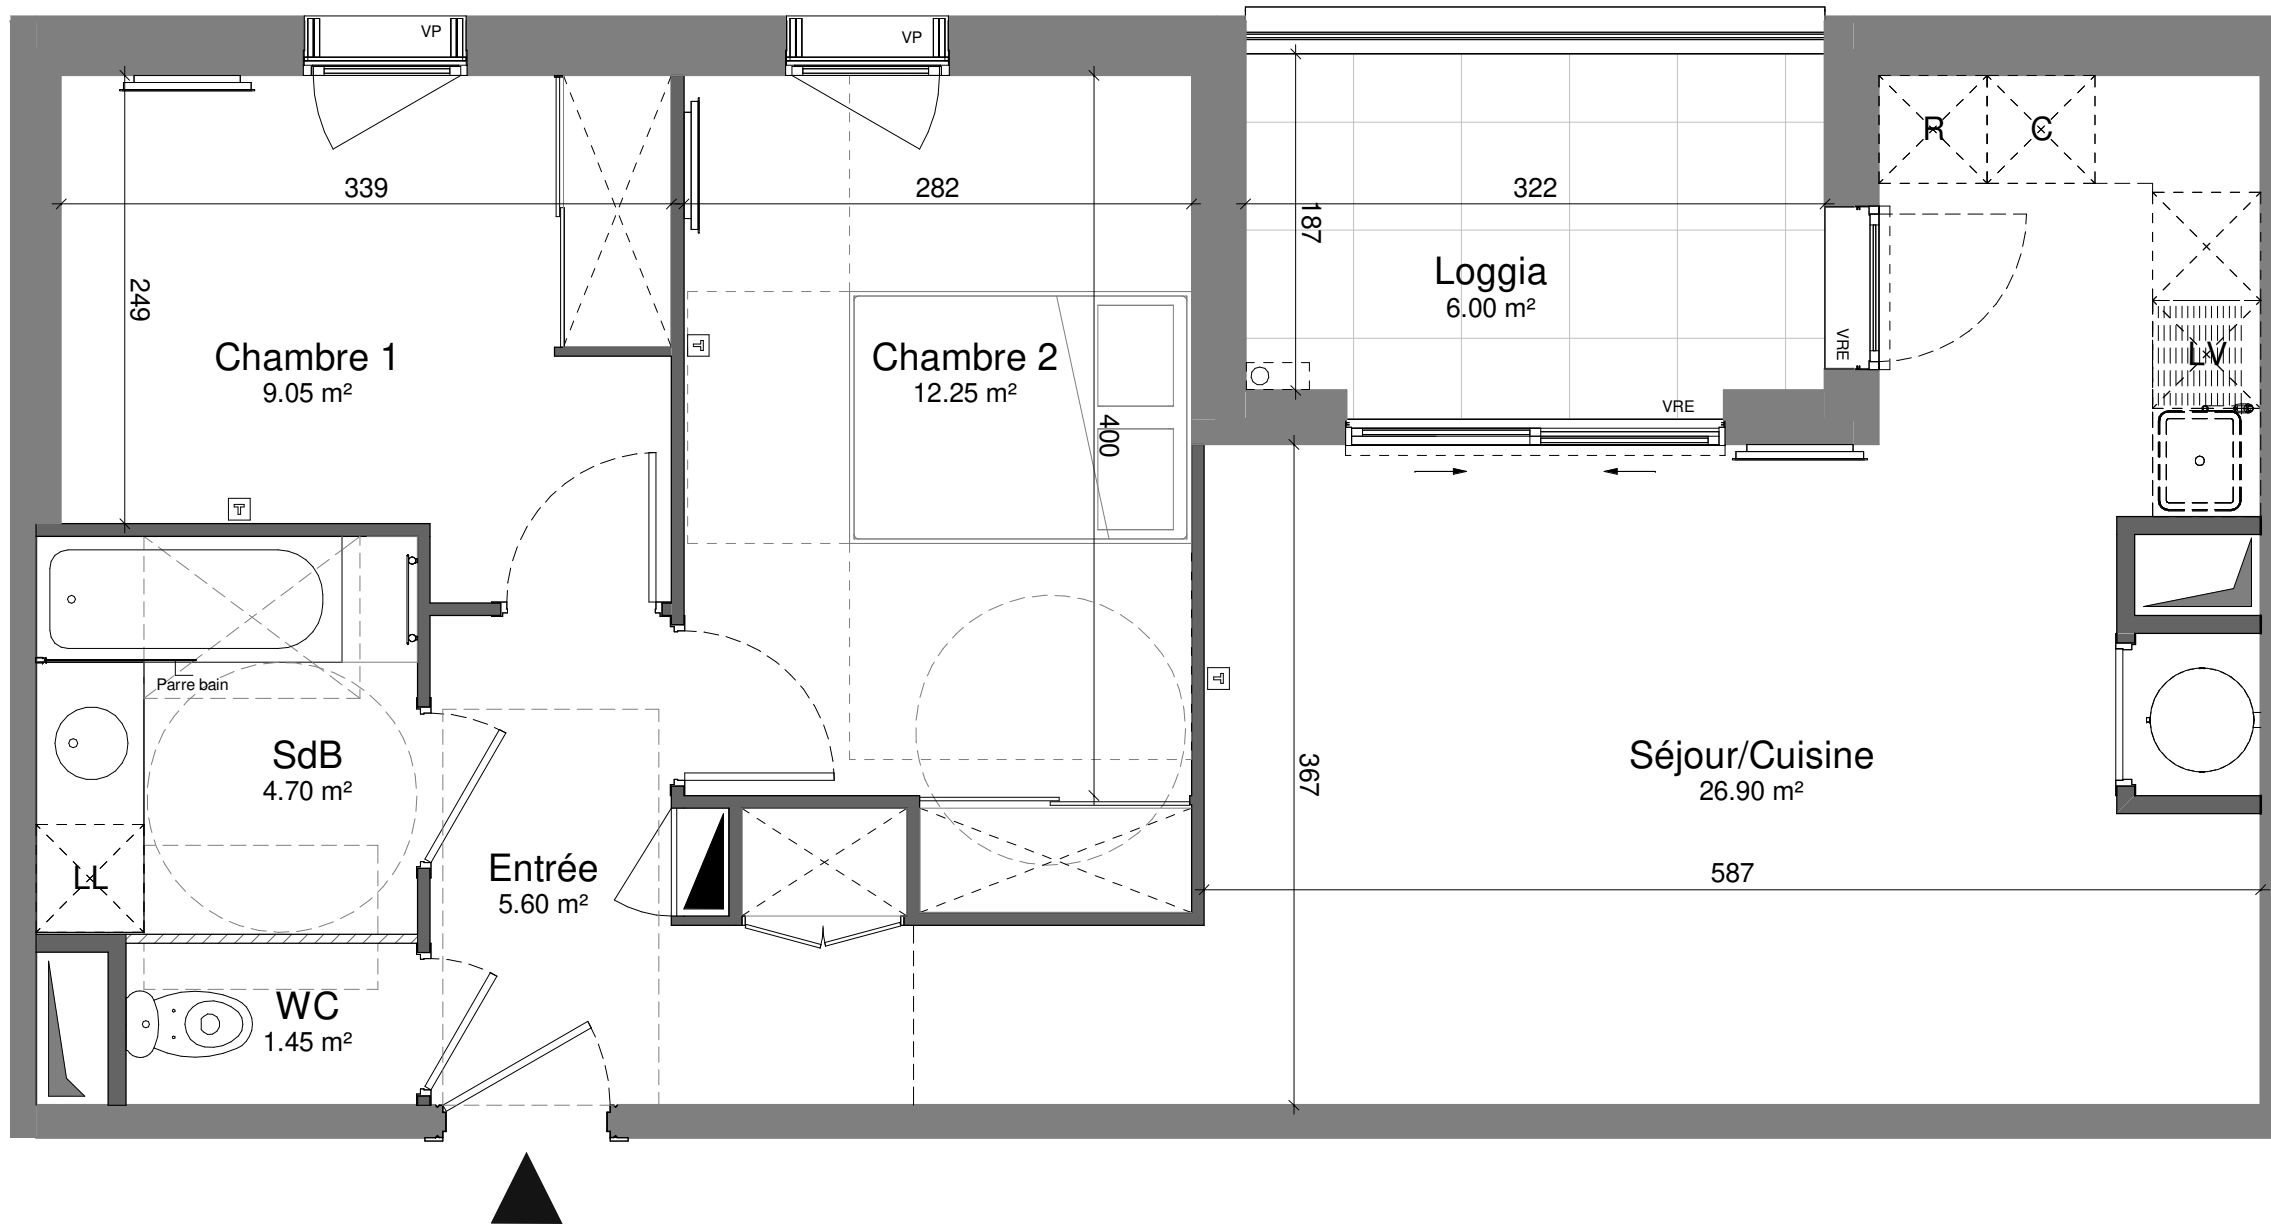 VP
VP
R
C
339
282
322
187
249
Loggia
6.00 m²
VRE
LV
Chambre 1
9.05 m²
T
Chambre 2
12.25 m²
400
VRE
T
T
Parre bain
SdB
4.70 m²
367
Séjour/Cuisine
26.90 m²
LL
Entrée
5.60 m²
587
WC
1.45 m²